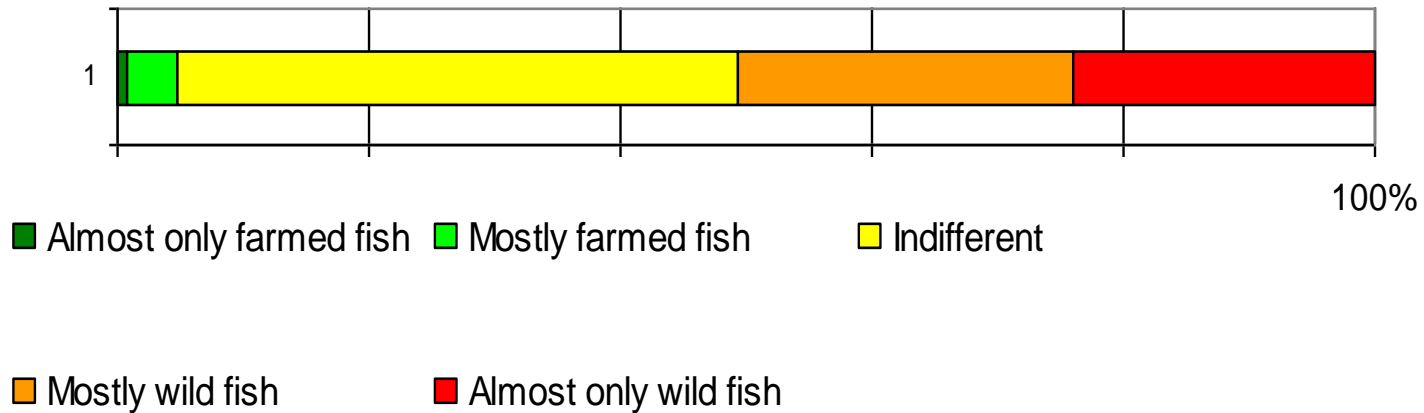 1
100%
Almost only farmed fish
Mostly farmed fish
Indifferent
Mostly wild fish
Almost only wild fish